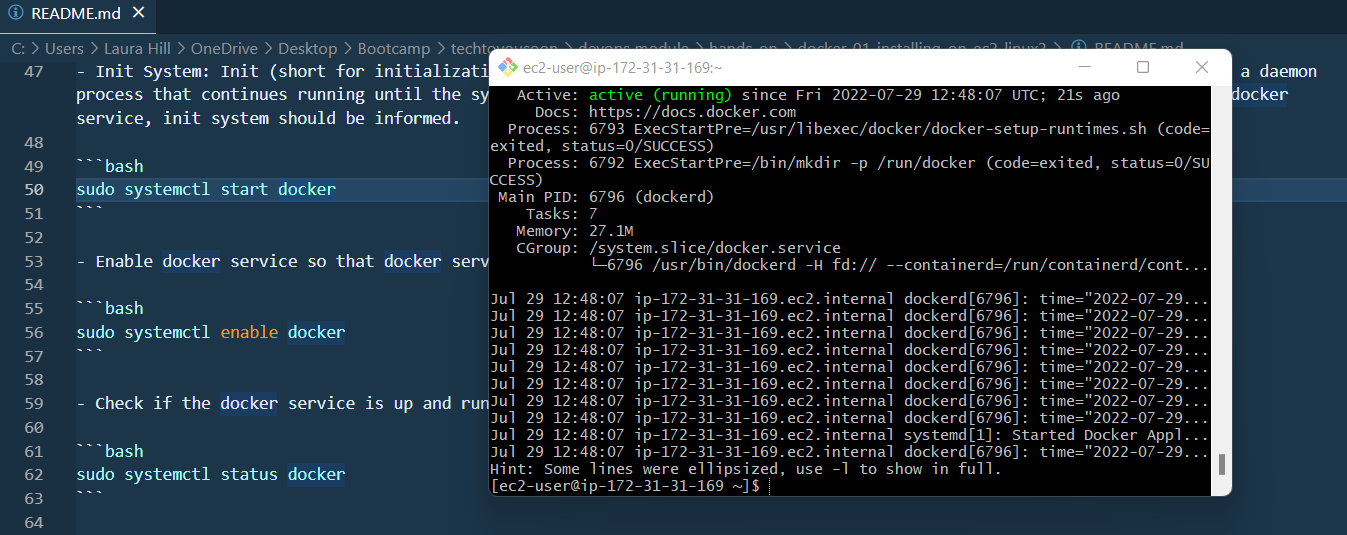 README.md
C: > Users > Laura Hill > OneDrive > Desktop > Bootcamp > README.md
47 - Init System: Init (short for initializati
a daemon
process that continues running until the sy
docker
service, init system should be informed.
48
49 ```bash
50 sudo systemctl start docker
51 ```
52
53 - Enable docker service so that docker serv
54
55 ```bash
56 sudo systemctl enable docker
57 ```
58
59 - Check if the docker service is up and run
60
61 ```bash
62 sudo systemctl status docker
63 ```
64
ec2-user@ip-172-31-31-169:~
Active: active (running) since Fri 2022-07-29 12:48:07 UTC; 21s ago
Docs: https://docs.docker.com
Process: 6793 ExecStartPre=/usr/libexec/docker/docker-setup-runtimes.sh (code=
exited, status=0/SUCCESS)
Process: 6792 ExecStartPre=/bin/mkdir -p /run/docker (code=exited, status=0/SU
CCESS)
Main PID: 6796 (dockerd)
Tasks: 7
Memory: 27.1M
CGroup: /system.slice/docker.service
└─6796 /usr/bin/dockerd -H fd:// --containerd=/run/containerd/cont...
Jul 29 12:48:07 ip-172-31-31-169.ec2.internal dockerd[6796]: time="2022-07-29...
Jul 29 12:48:07 ip-172-31-31-169.ec2.internal dockerd[6796]: time="2022-07-29...
Jul 29 12:48:07 ip-172-31-31-169.ec2.internal dockerd[6796]: time="2022-07-29...
Jul 29 12:48:07 ip-172-31-31-169.ec2.internal dockerd[6796]: time="2022-07-29...
Jul 29 12:48:07 ip-172-31-31-169.ec2.internal dockerd[6796]: time="2022-07-29...
Jul 29 12:48:07 ip-172-31-31-169.ec2.internal dockerd[6796]: time="2022-07-29...
Jul 29 12:48:07 ip-172-31-31-169.ec2.internal dockerd[6796]: time="2022-07-29...
Jul 29 12:48:07 ip-172-31-31-169.ec2.internal dockerd[6796]: time="2022-07-29...
Jul 29 12:48:07 ip-172-31-31-169.ec2.internal systemd[1]: Started Docker Appl...
Jul 29 12:48:07 ip-172-31-31-169.ec2.internal dockerd[6796]: time="2022-07-29...
Hint: Some lines were ellipsized, use -l to show in full.
[ec2-user@ip-172-31-31-169 ~]$